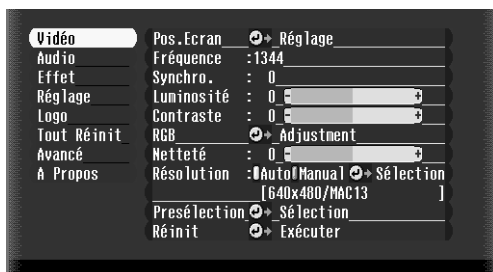 Vidéo
Audio
Effet
Réglage
Logo
Tout Réinit
Avancé
A Propos
Pos.Ecran Réglage
Fréquence :1344
Synchro. : 0
Luminosité : 0 - +
Contraste : 0 - +
RGB Adjustment
Netteté : 0 - +
Résolution : Auto Manual Sélection
[640x480/MAC13 ]
Presélection Sélection
Réinit Exécuter